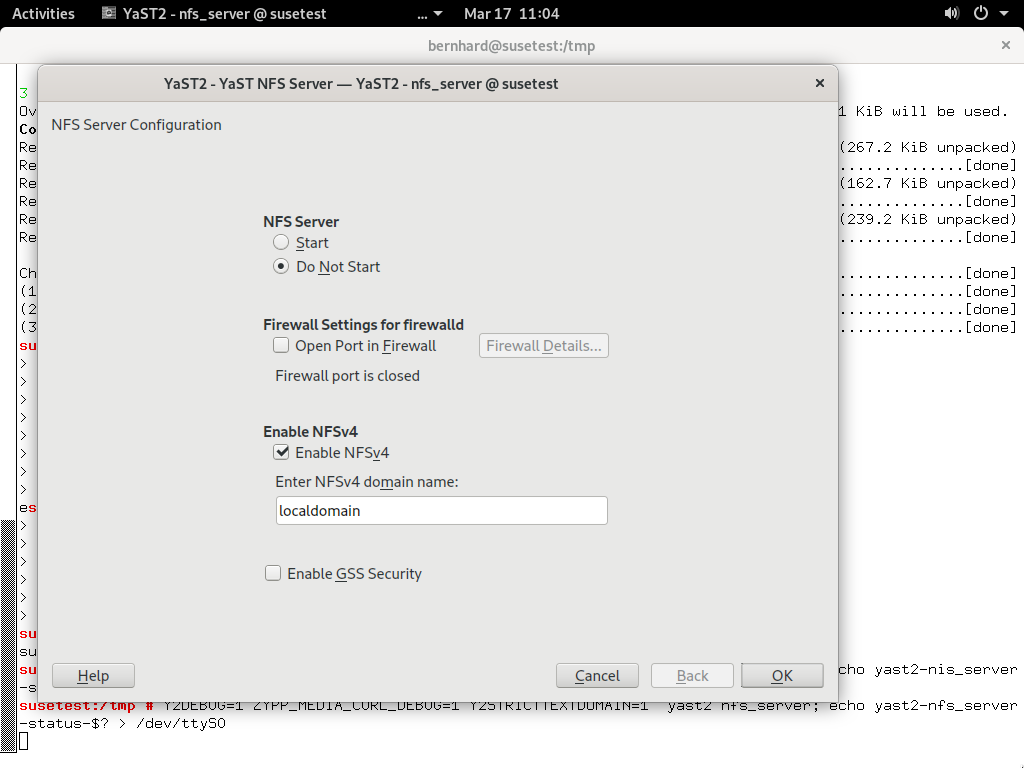 Activities YaST2 - nfs_server @ susetest ... Mar 17 11:04
bernhard@susetest:/tmp
YaST2 - YaST NFS Server — YaST2 - nfs_server @ susetest
NFS Server Configuration
NFS Server
Start
Do Not Start
Firewall Settings for firewalld
Open Port in Firewall Firewall Details...
Firewall port is closed
Enable NFSv4
Enable NFSv4
Enter NFSv4 domain name:
localdomain
Enable GSS Security
Help Cancel Back OK
3
Ov 1 KiB will be used.
Co
Re (267.2 KiB unpacked)
Re ..............[done]
Re (162.7 KiB unpacked)
Re ..............[done]
Re (239.2 KiB unpacked)
Re ..............[done]
Ch ..............[done]
(1 ..............[done]
(2 ..............[done]
(3 ..............[done]
su
>
>
>
>
>
>
>
>
es
>
>
>
>
>
>
su
su
su cho yast2-nis_server
-s
susetest:/tmp # Y2DEBUG=1 ZYPP_MEDIA_CURL_DEBUG=1 Y2STRICTTEXTDOMAIN=1 yast2 nfs_server; echo yast2-nfs_server
-status-$? > /dev/ttyS0